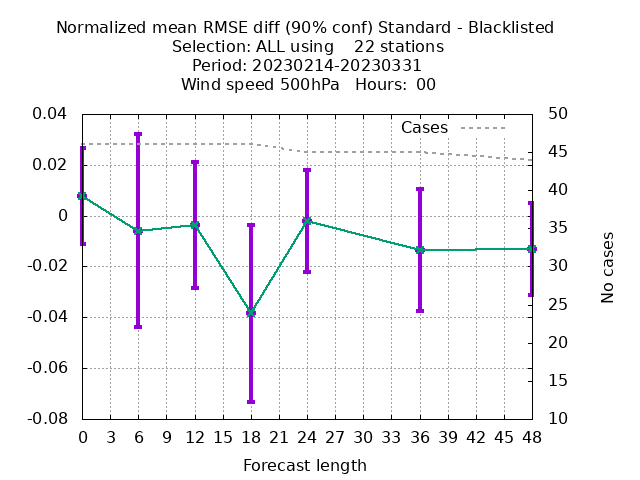 Normalized mean RMSE diff (90% conf) Standard - Blacklisted
Selection: ALL using    22 stations
Period: 20230214-20230331
Wind speed 500hPa   Hours:  00
Cases
0.04
0.02
0
-0.02
-0.04
-0.06
-0.08
50
45
40
35
30
25
20
15
10
No cases
0 3 6 9 12 15 18 21 24 27 30 33 36 39 42 45 48
Forecast length